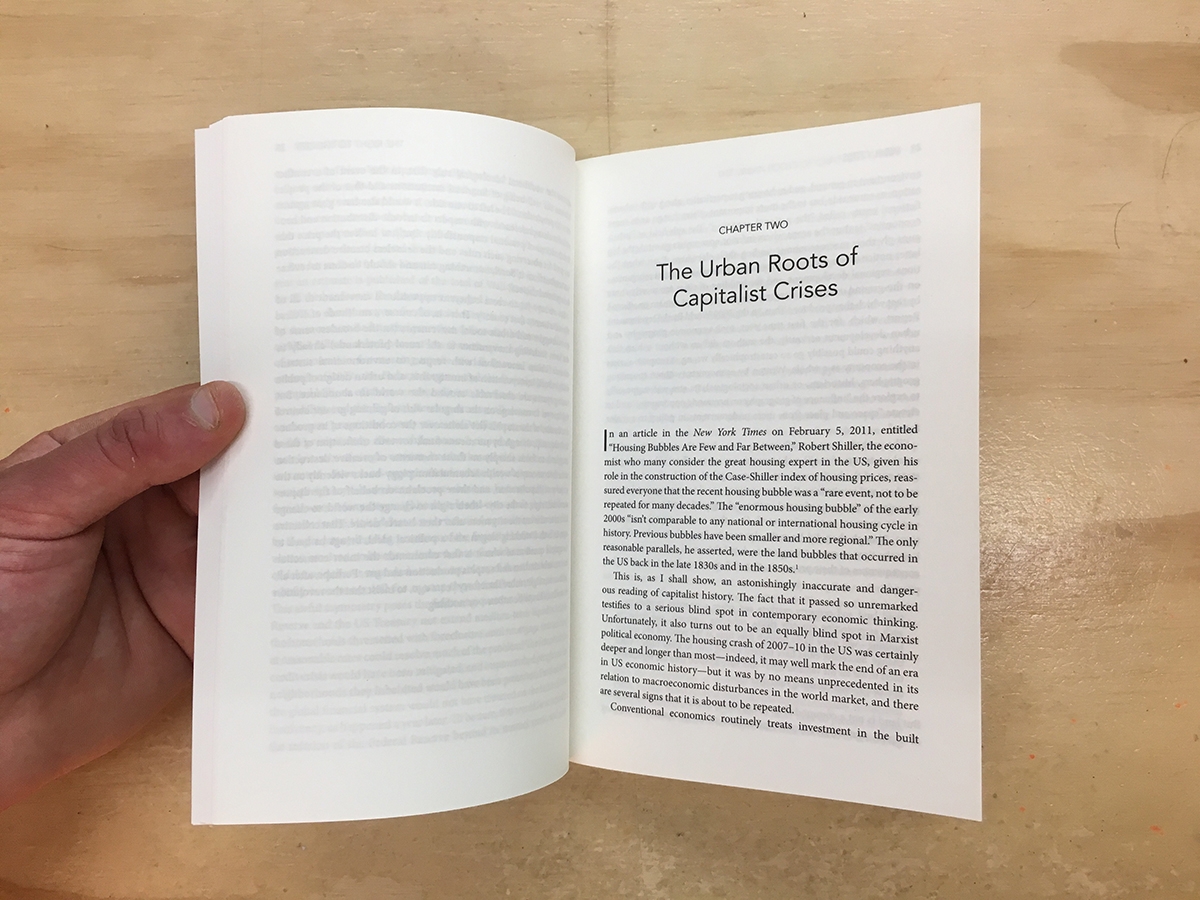 CHAPTER TWO
The Urban Roots of
Capitalist Crises
In an article in the New York Times on February 5, 2011, entitled
“Housing Bubbles Are Few and Far Between,” Robert Shiller, the econo-
mist who many consider the great housing expert in the US, given his
role in the construction of the Case-Shiller index of housing prices, reas-
sured everyone that the recent housing bubble was a “rare event, not to be
repeated for many decades.” The “enormous housing bubble” of the early
2000s “isn’t comparable to any national or international housing cycle in
history. Previous bubbles have been smaller and more regional.” The only
reasonable parallels, he asserted, were the land bubbles that occurred in
the US back in the late 1830s and in the 1850s.¹
This is, as I shall show, an astonishingly inaccurate and danger-
ous reading of capitalist history. The fact that it passed so unremarked
testifies to a serious blind spot in contemporary economic thinking.
Unfortunately, it also turns out to be an equally blind spot in Marxist
political economy. The housing crash of 2007–10 in the US was certainly
deeper and longer than most—indeed, it may well mark the end of an era
in US economic history—but it was by no means unprecedented in its
relation to macroeconomic disturbances in the world market, and there
are several signs that it is about to be repeated.
Conventional economics routinely treats investment in the built